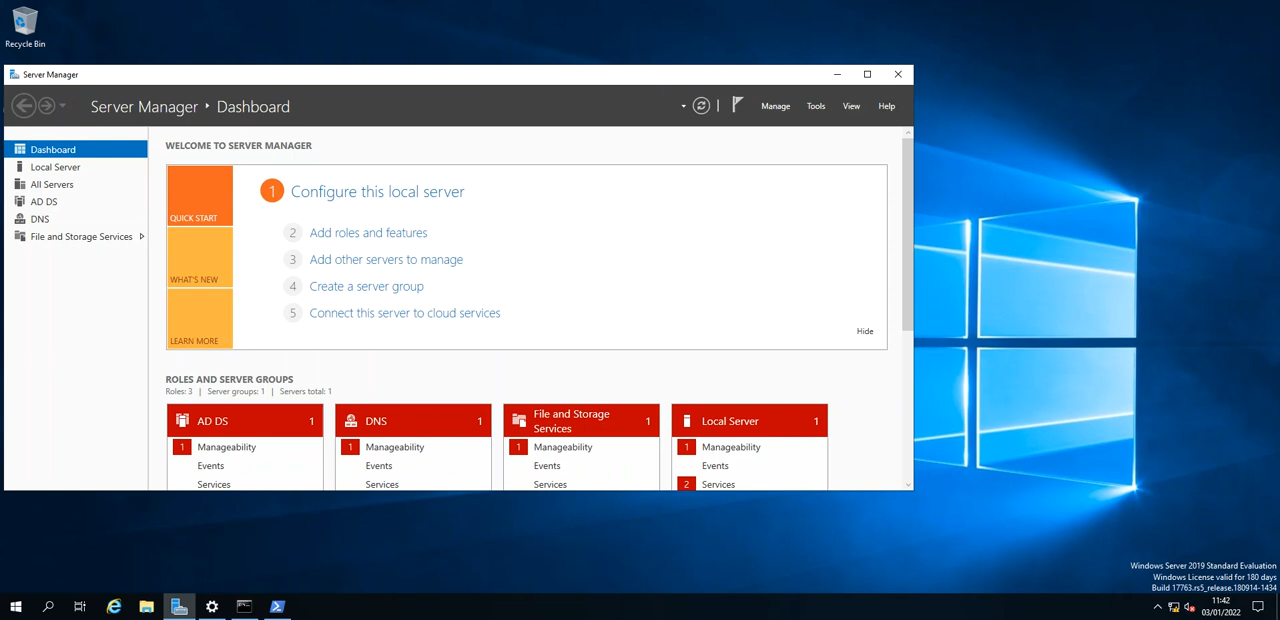 Recycle Bin
Server Manager
Server Manager ‣ Dashboard
Manage Tools View Help
Dashboard
Local Server
All Servers
AD DS
DNS
File and Storage Services
WELCOME TO SERVER MANAGER
QUICK START
WHAT'S NEW
LEARN MORE
1 Configure this local server
2 Add roles and features
3 Add other servers to manage
4 Create a server group
5 Connect this server to cloud services
Hide
ROLES AND SERVER GROUPS
Roles: 3 | Server groups: 1 | Servers total: 1
AD DS 1
1 Manageability
Events
Services
DNS 1
1 Manageability
Events
Services
File and Storage
Services 1
1 Manageability
Events
Services
Local Server 1
1 Manageability
Events
2 Services
Windows Server 2019 Standard Evaluation
Windows License valid for 180 days
Build 17763.rs5_release.180914-1434
11:42
03/01/2022